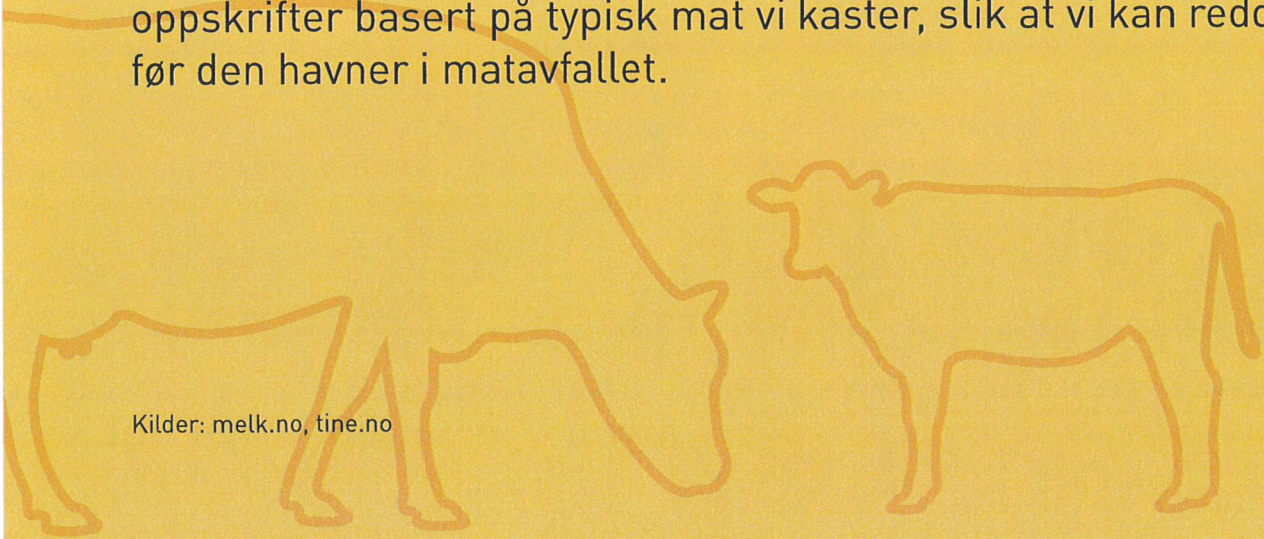 oppskrifter basert på typisk mat vi kaster, slik at vi kan
før den havner i matavfallet.
Kilder: melk.no, tine.no